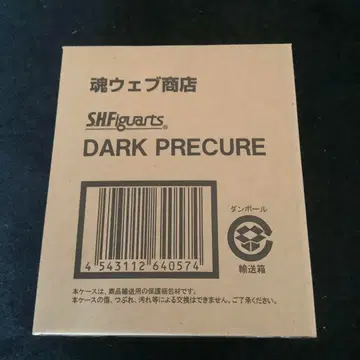 魂ウェブ商店
S.H.Figuarts®
DARK PRECURE
ダンボール
輸送箱
4 543112 640574
本ケースは、商品輸送用の保護梱包材です。
本ケースの傷、つぶれ、汚れ等による交換はできません。ご了承ください。